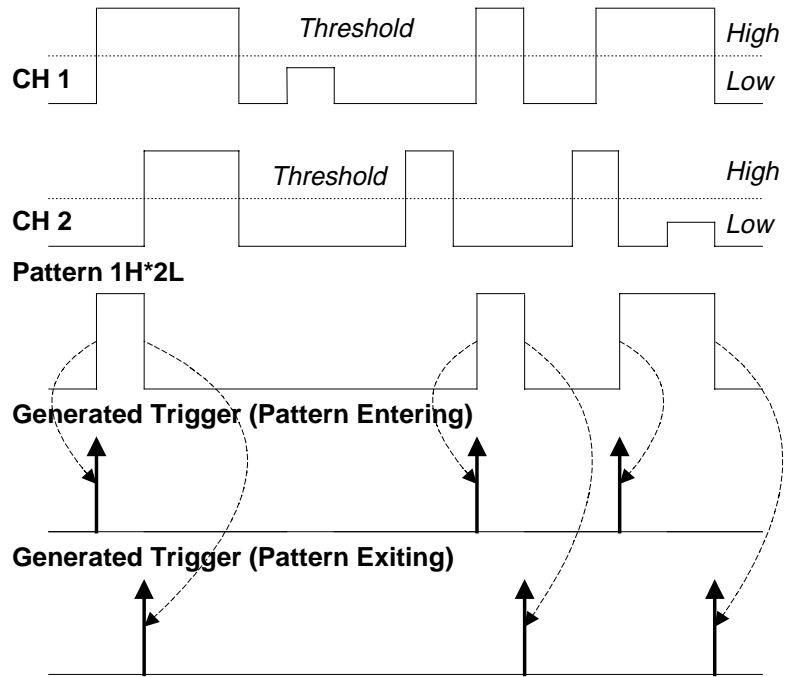 Threshold
High
CH 1
Low
Threshold
High
CH 2
Low
Pattern 1H*2L
Generated Trigger (Pattern Entering)
Generated Trigger (Pattern Exiting)